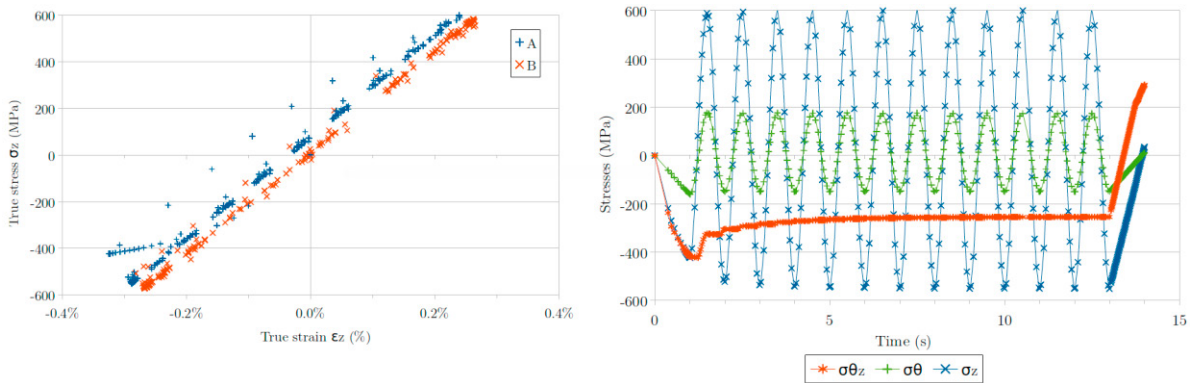 600
400
200
0
-200
-400
-600
-0.4%
-0.2%
0.0%
0.2%
0.4%
True stress σz (MPa)
True strain εz (%)
A
B
600
400
200
0
-200
-400
-600
0
5
10
15
Stresses (MPa)
Time (s)
σθz
σθ
σz